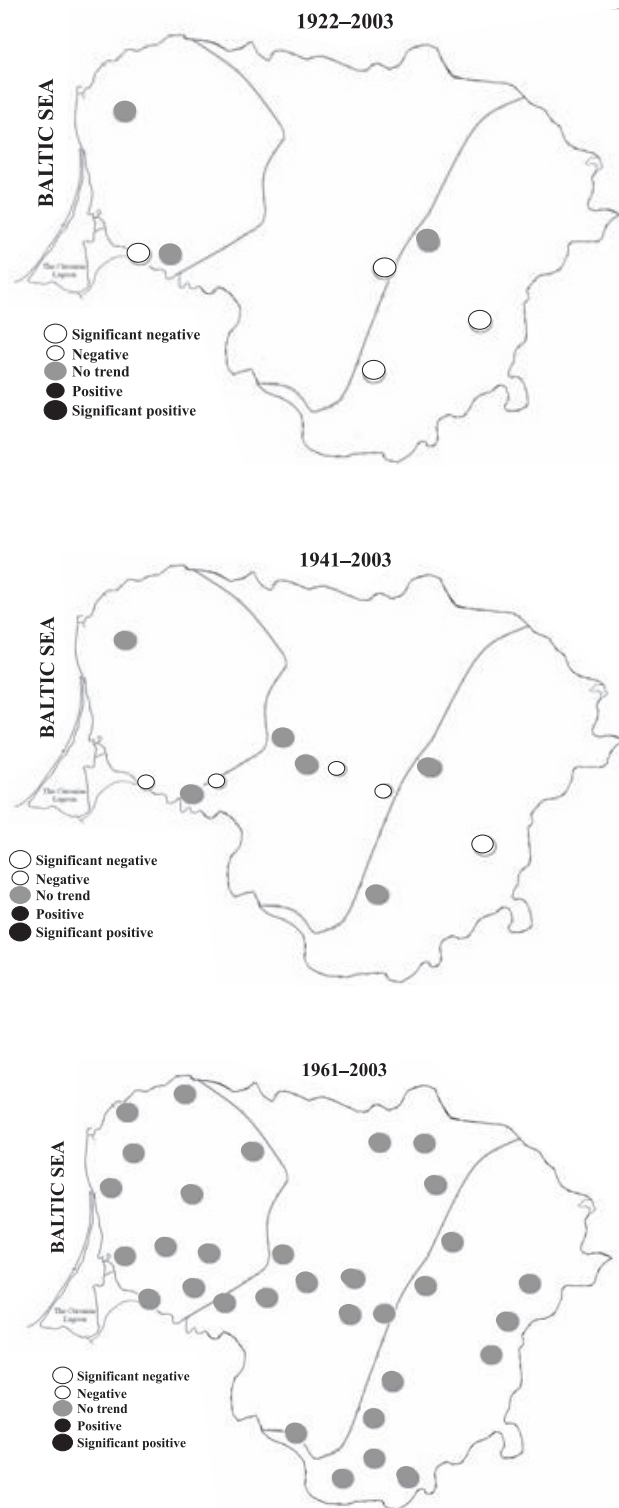 1922–2003
BALTIC SEA
The Curonian
Lagoon
Significant negative
Negative
No trend
Positive
Significant positive
1941–2003
BALTIC SEA
The Curonian
Lagoon
Significant negative
Negative
No trend
Positive
Significant positive
1961–2003
BALTIC SEA
The Curonian
Lagoon
Significant negative
Negative
No trend
Positive
Significant positive